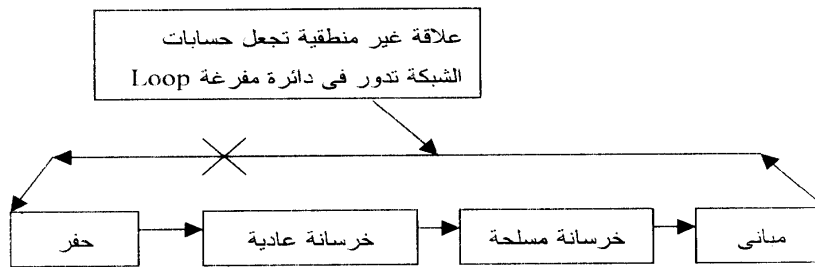 علاقة غير منطقية تجعل حسابات
الشبكة تدور فى دائرة مفرغة Loop
حفر
خرسانة عادية
خرسانة مسلحة
مبانى